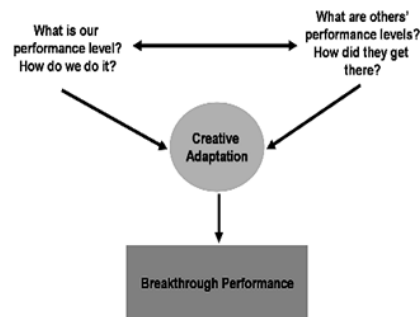 What is our
performance level?
How do we do it?
What are others'
performance levels?
How did they get
there?
Creative
Adaptation
Breakthrough Performance